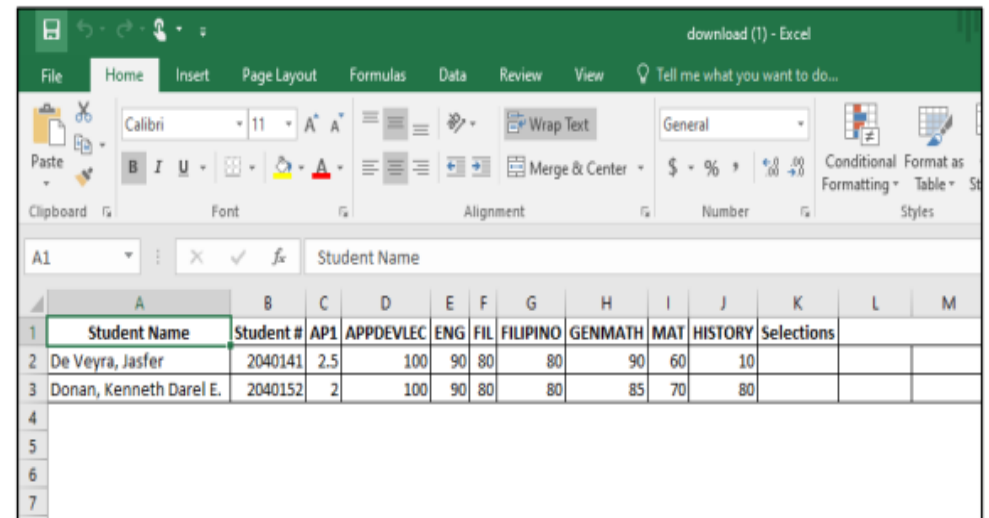 download (1) - Excel
File Home Insert Page Layout Formulas Data Review View Tell me what you want to do...
Calibri 11 A A Wrap Text General
Paste B I U A Merge & Center $ % Conditional Format as
Formatting Table
Clipboard Font Alignment Number Styles
A1 fx Student Name
A B C D E F G H I J K L M
1 Student Name Student # AP1 APPDEVLEC ENG FIL FILIPINO GENMATH MAT HISTORY Selections
2 De Veyra, Jasfer 2040141 2.5 100 90 80 80 90 60 10
3 Donan, Kenneth Darel E. 2040152 2 100 90 80 80 85 70 80
4
5
6
7